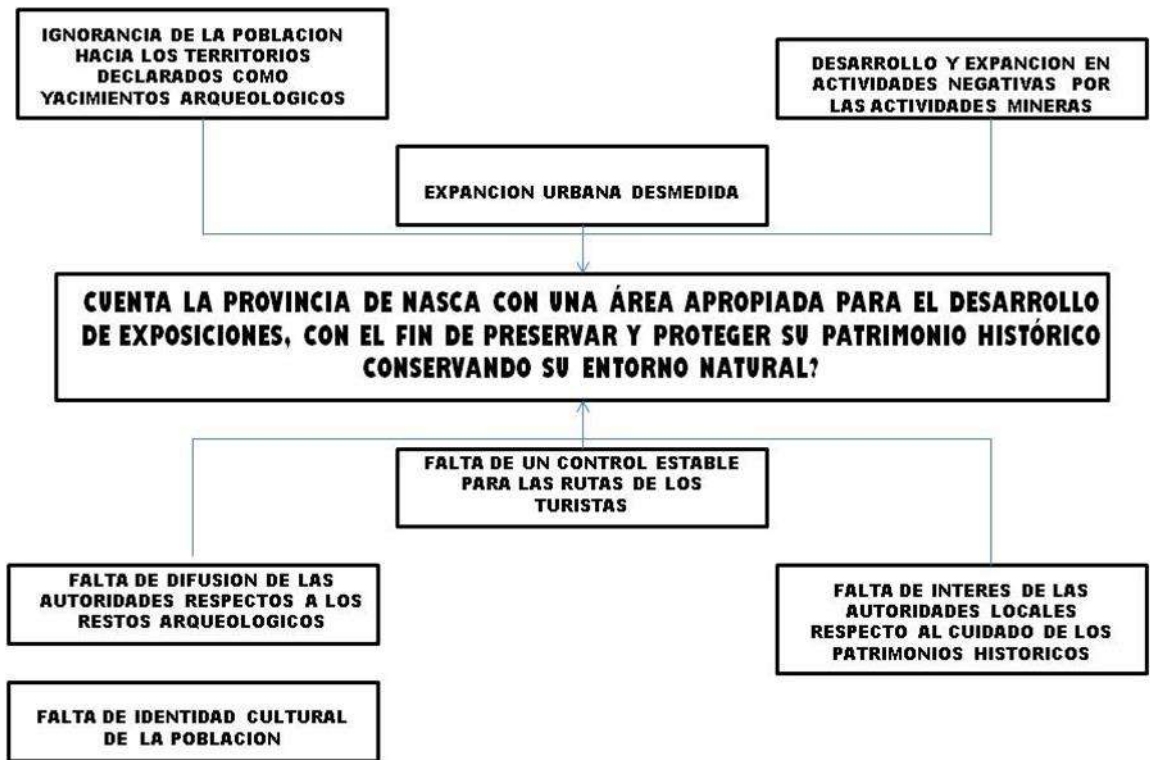 IGNORANCIA DE LA POBLACION
HACIA LOS TERRITORIOS
DECLARADOS COMO
YACIMIENTOS ARQUEOLOGICOS
DESARROLLO Y EXPANCION EN
ACTIVIDADES NEGATIVAS POR
LAS ACTIVIDADES MINERAS
EXPANCION URBANA DESMEDIDA
CUENTA LA PROVINCIA DE NASCA CON UNA ÁREA APROPIADA PARA EL DESARROLLO
DE EXPOSICIONES, CON EL FIN DE PRESERVAR Y PROTEGER SU PATRIMONIO HISTÓRICO
CONSERVANDO SU ENTORNO NATURAL?
FALTA DE UN CONTROL ESTABLE
PARA LAS RUTAS DE LOS
TURISTAS
FALTA DE DIFUSION DE LAS
AUTORIDADES RESPECTOS A LOS
RESTOS ARQUEOLOGICOS
FALTA DE INTERES DE LAS
AUTORIDADES LOCALES
RESPECTO AL CUIDADO DE LOS
PATRIMONIOS HISTORICOS
FALTA DE IDENTIDAD CULTURAL
DE LA POBLACION